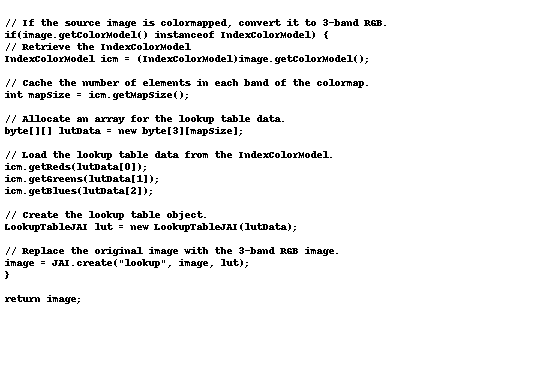 // If the source image is colormapped, convert it to 3-band RGB.
if(image.getColorModel() instanceof IndexColorModel) {
// Retrieve the IndexColorModel
IndexColorModel icm = (IndexColorModel)image.getColorModel();

// Cache the number of elements in each band of the colormap.
int mapSize = icm.getMapSize();

// Allocate an array for the lookup table data.
byte[][] lutData = new byte[3][mapSize];

// Load the lookup table data from the IndexColorModel.
icm.getReds(lutData[0]);
icm.getGreens(lutData[1]);
icm.getBlues(lutData[2]);

// Create the lookup table object.
LookupTableJAI lut = new LookupTableJAI(lutData);

// Replace the original image with the 3-band RGB image.
image = JAI.create("lookup", image, lut);
}

return image;